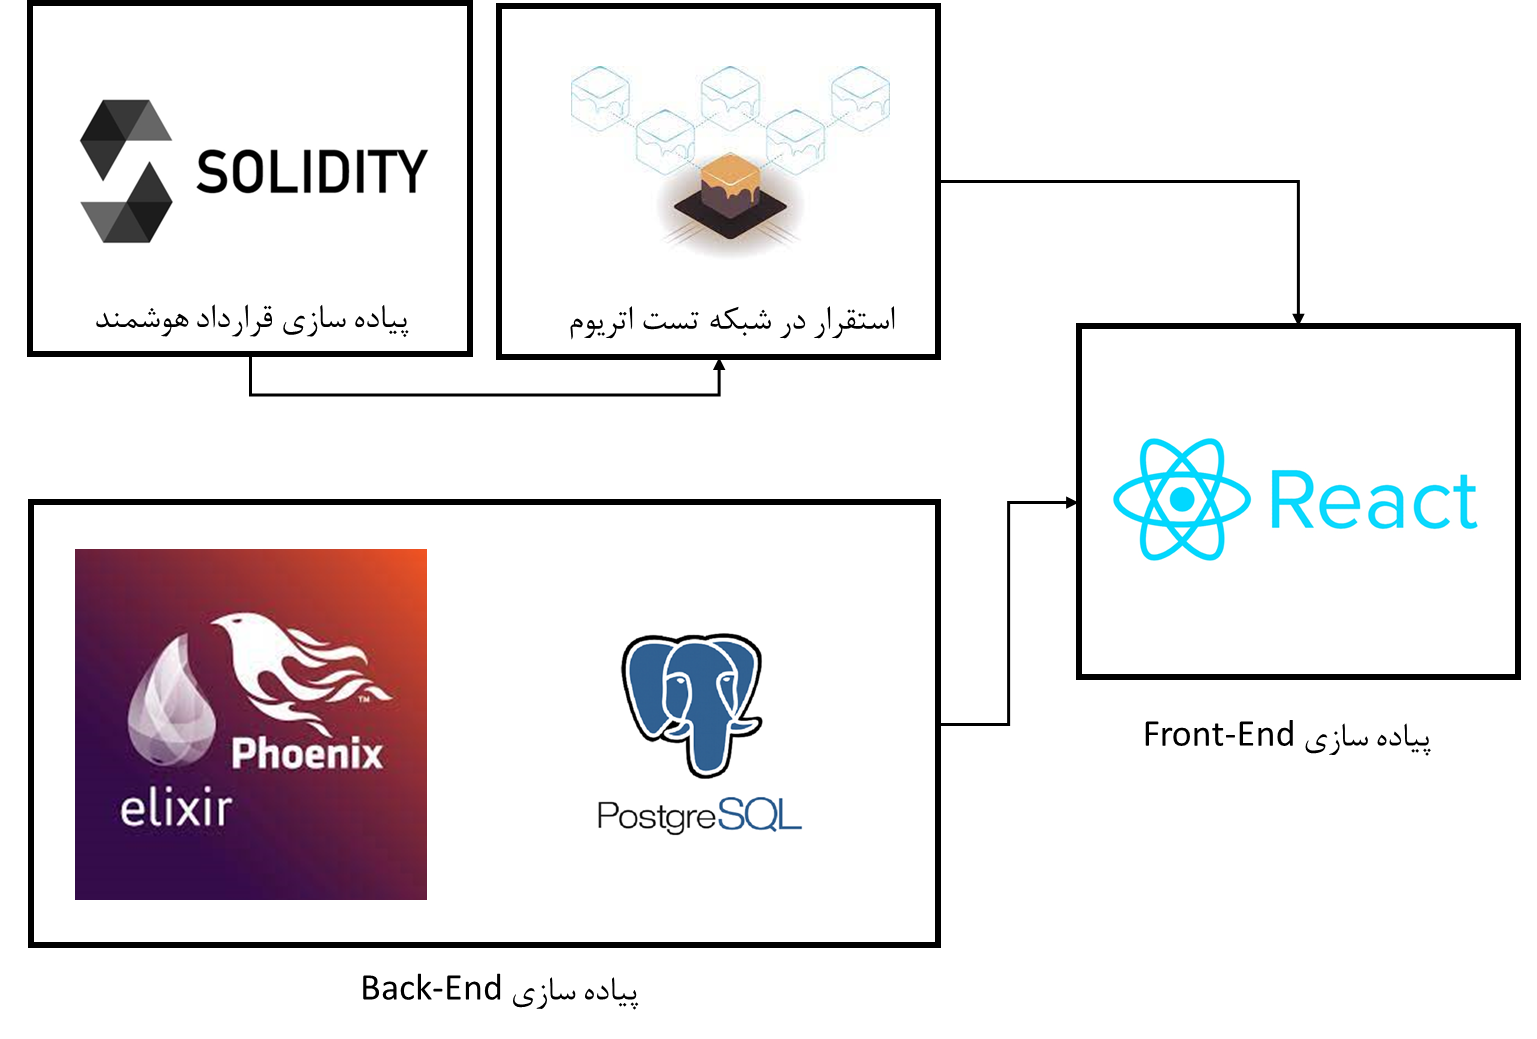 SOLIDITY
پیاده سازی قرارداد هوشمند
استقرار در شبکه تست اتریوم
React
پیاده سازی Front-End
Phoenix
TM
elixir
PostgreSQL
پیاده سازی Back-End